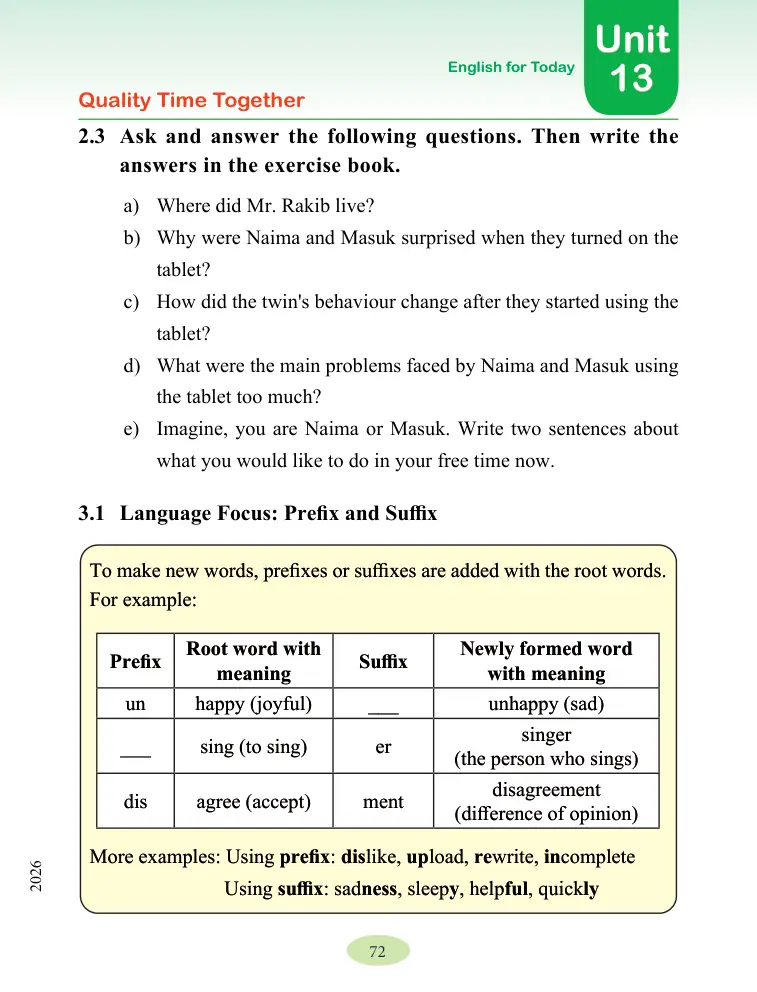 Unit
13
English for Today
Quality Time Together
2.3 Ask and answer the following questions. Then write the
answers in the exercise book.
a) Where did Mr. Rakib live?
b) Why were Naima and Masuk surprised when they turned on the
tablet?
c) How did the twin's behaviour change after they started using the
tablet?
d) What were the main problems faced by Naima and Masuk using
the tablet too much?
e) Imagine, you are Naima or Masuk. Write two sentences about
what you would like to do in your free time now.
3.1 Language Focus: Prefix and Suffix
To make new words, prefixes or suffixes are added with the root words.
For example:
Prefix Root word with meaning Suffix Newly formed word with meaning
un happy (joyful) ___ unhappy (sad)
___ sing (to sing) er singer (the person who sings)
dis agree (accept) ment disagreement (difference of opinion)
More examples: Using prefix: dislike, upload, rewrite, incomplete
Using suffix: sadness, sleepy, helpful, quickly
2026
72